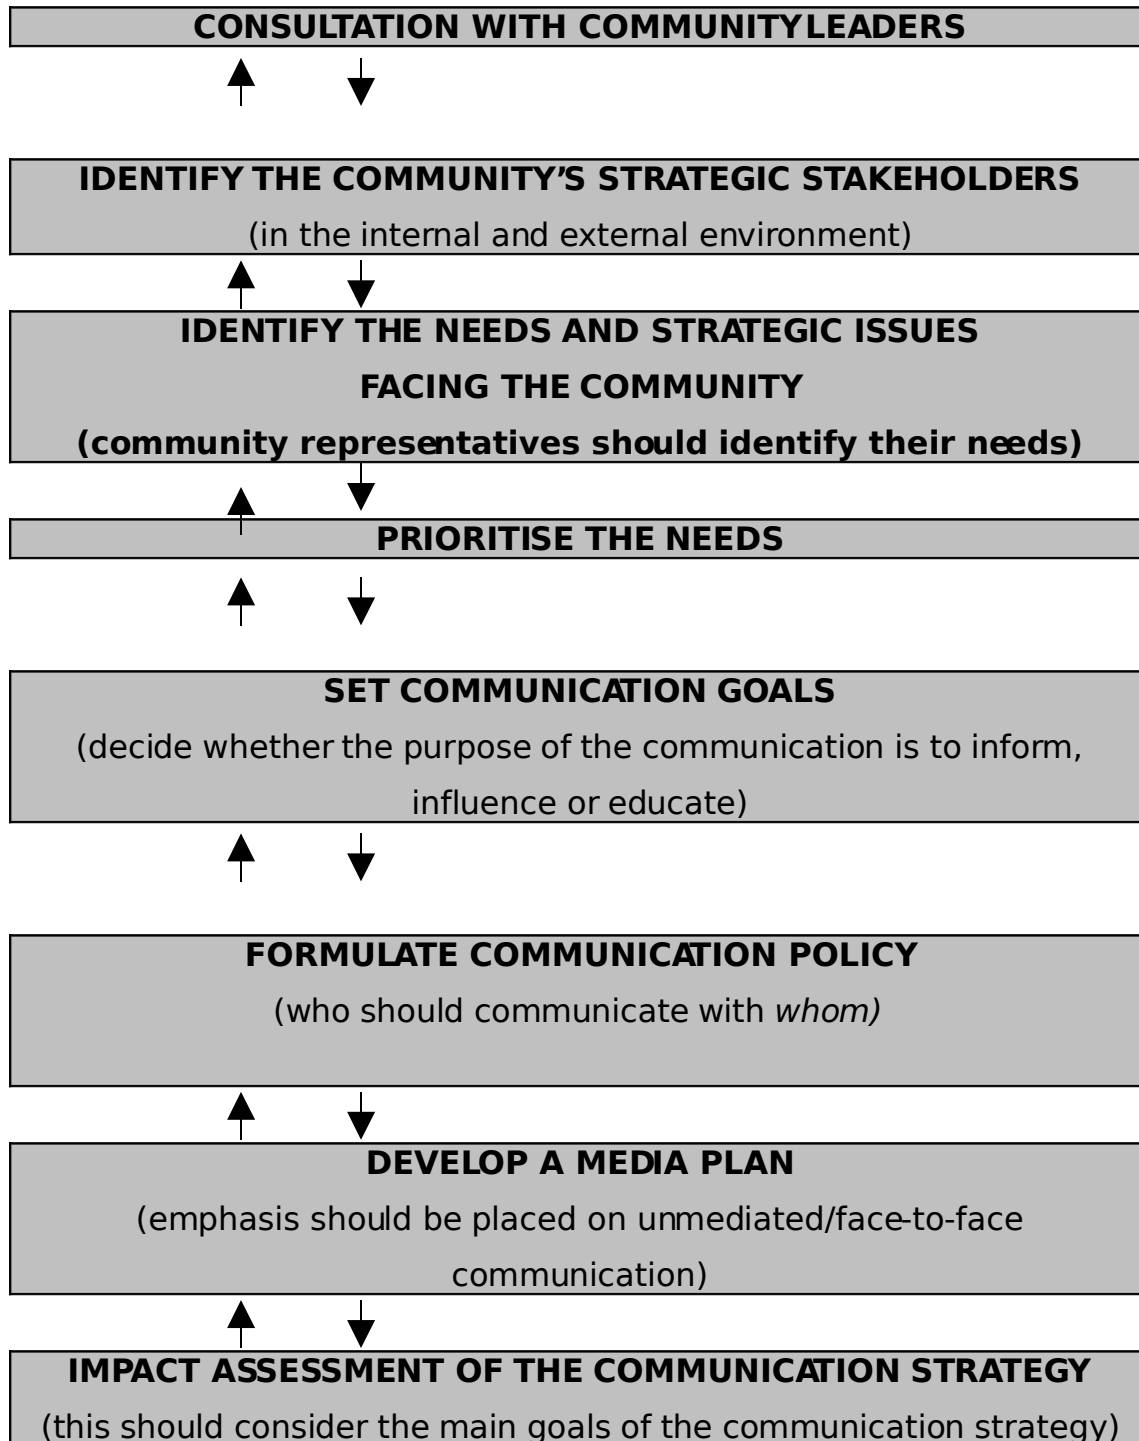 CONSULTATION WITH COMMUNITY LEADERS
IDENTIFY THE COMMUNITY’S STRATEGIC STAKEHOLDERS
(in the internal and external environment)
IDENTIFY THE NEEDS AND STRATEGIC ISSUES
FACING THE COMMUNITY
(community representatives should identify their needs)
PRIORITISE THE NEEDS
SET COMMUNICATION GOALS
(decide whether the purpose of the communication is to inform,
influence or educate)
FORMULATE COMMUNICATION POLICY
(who should communicate with whom)
DEVELOP A MEDIA PLAN
(emphasis should be placed on unmediated/face-to-face
communication)
IMPACT ASSESSMENT OF THE COMMUNICATION STRATEGY
(this should consider the main goals of the communication strategy)